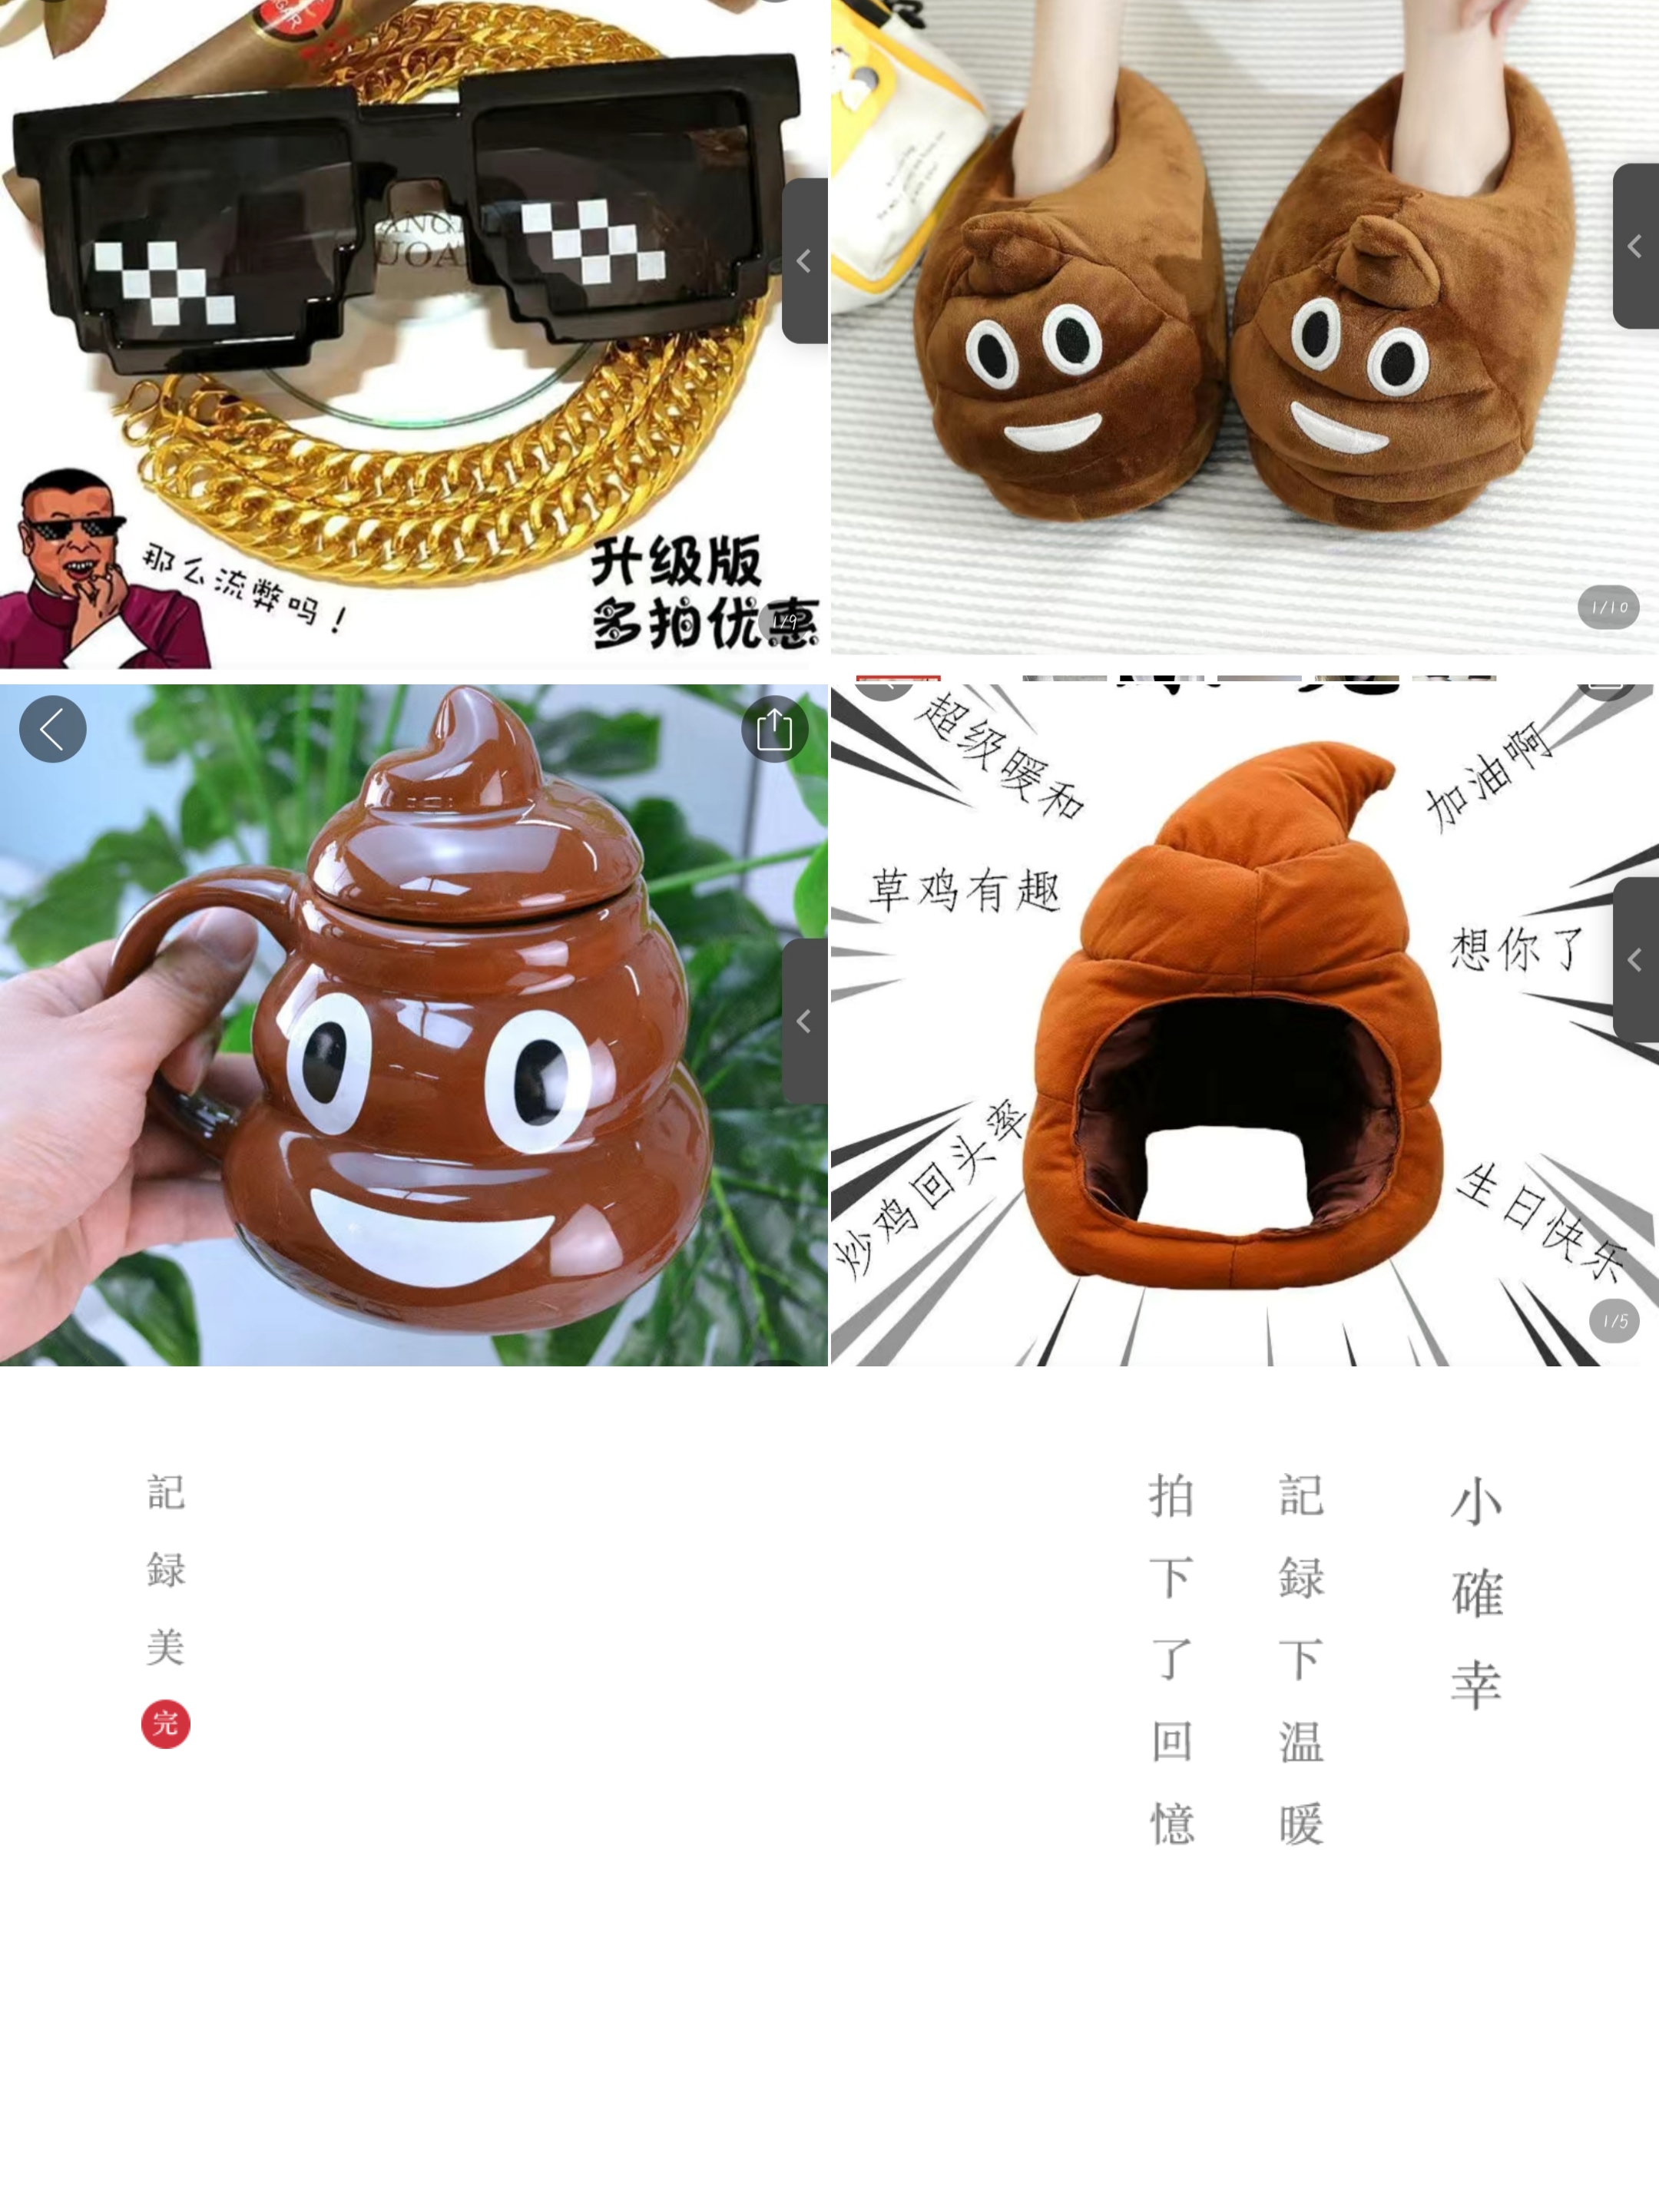 那么流弊吗！
升级版
多拍优惠
1/9
1/10
超级暖和
加油啊
草鸡有趣
想你了
炒鸡回头率
生日快乐
1/5
小確幸
記録下温暖
拍下了回憶
記録美
完